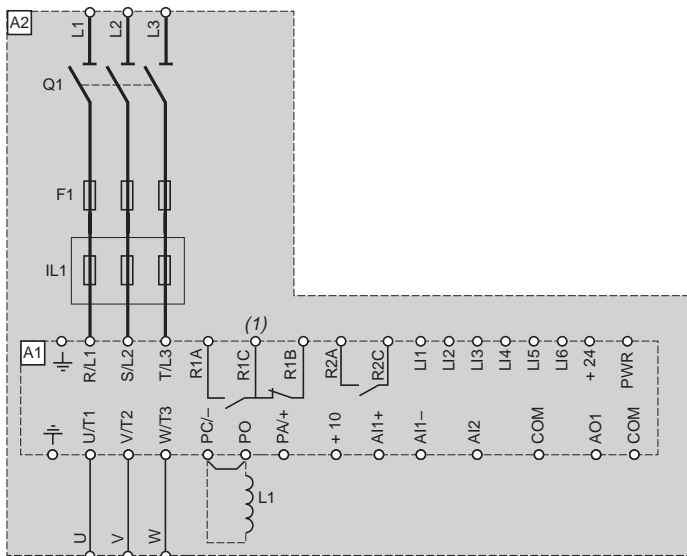 A2
L1 L2 L3
Q1
F1
IL1
(1)
A1
R/L1 S/L2 T/L3 R1A R1C R1B R2A R2C LI1 LI2 LI3 LI4 LI5 LI6 + 24 PWR
U/T1 V/T2 W/T3 PC/– PO PA/+ + 10 AI1+ AI1– AI2 COM AO1 COM
L1
U V W